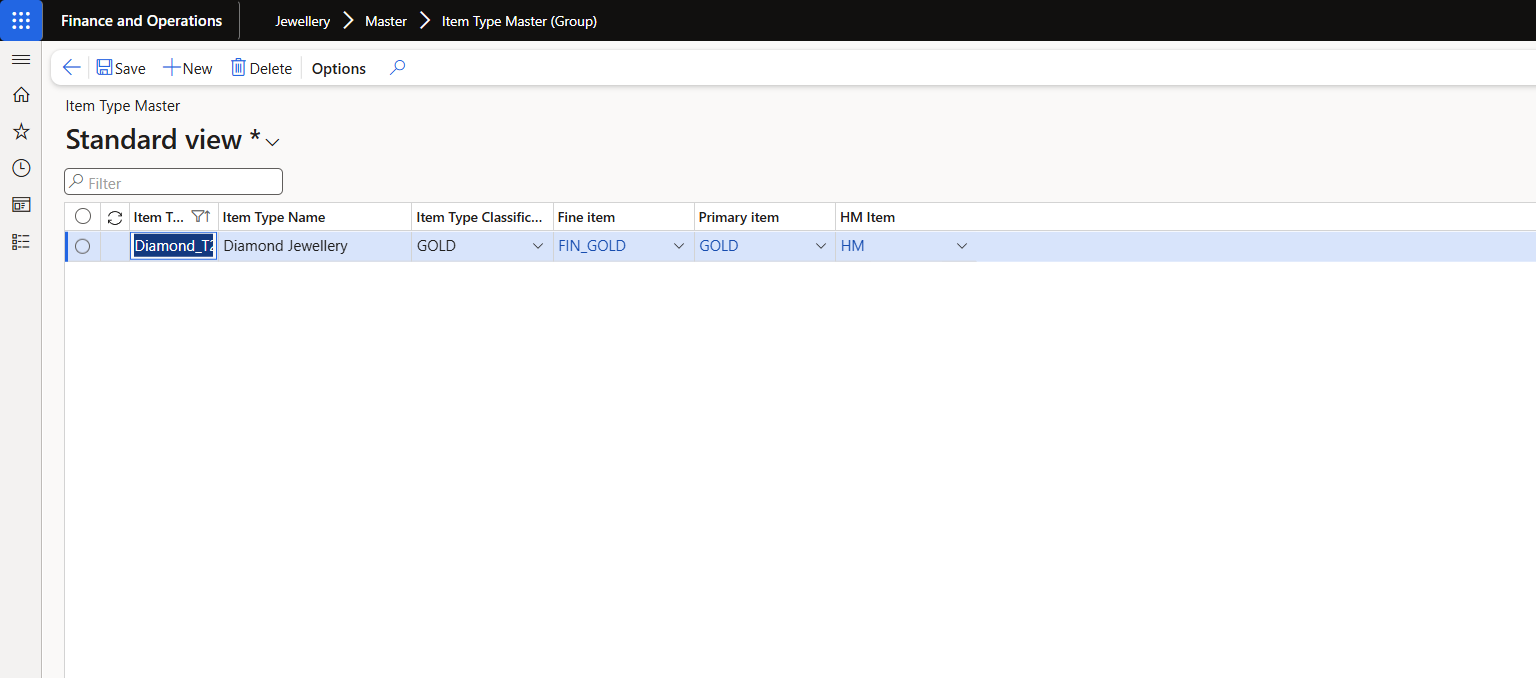 Finance and Operations Jewellery Master Item Type Master (Group)
Save New Delete Options
Item Type Master
Standard view *
Filter
Item T... Item Type Name Item Type Classific... Fine item Primary item HM Item
Diamond_T2 Diamond Jewellery GOLD FIN_GOLD GOLD HM